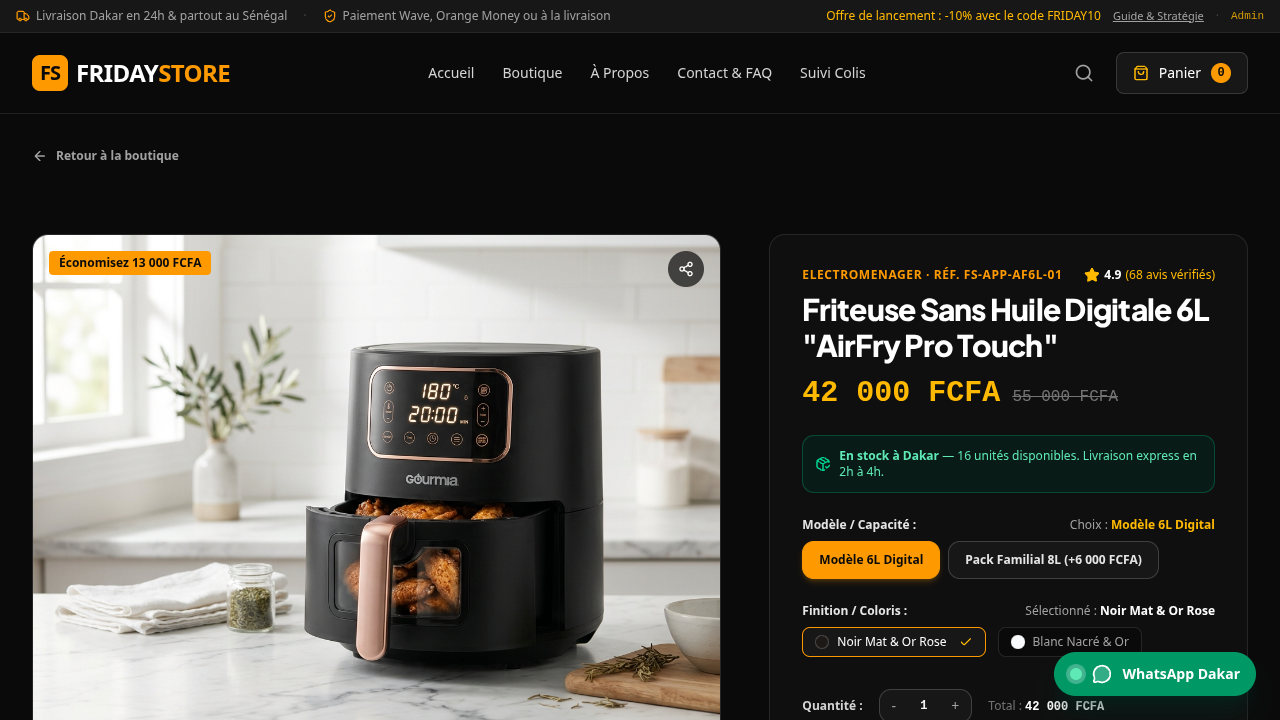 Livraison Dakar en 24h & partout au Sénégal
·
Paiement Wave, Orange Money ou à la livraison
Offre de lancement : -10% avec le code FRIDAY10
Guide & Stratégie
·
Admin
FS FRIDAYSTORE
Accueil
Boutique
À Propos
Contact & FAQ
Suivi Colis
Panier 0
Retour à la boutique
Économisez 13 000 FCFA
180°C
20:00 MIN
Gourmia
ELECTROMENAGER · RÉF. FS-APP-AF6L-01
4.9 (68 avis vérifiés)
Friteuse Sans Huile Digitale 6L
"AirFry Pro Touch"
42 000 FCFA 55 000 FCFA
En stock à Dakar — 16 unités disponibles. Livraison express en
2h à 4h.
Modèle / Capacité :
Choix : Modèle 6L Digital
Modèle 6L Digital
Pack Familial 8L (+6 000 FCFA)
Finition / Coloris :
Sélectionné : Noir Mat & Or Rose
Noir Mat & Or Rose
Blanc Nacré & Or
WhatsApp Dakar
Quantité :
- 1 +
Total : 42 000 FCFA